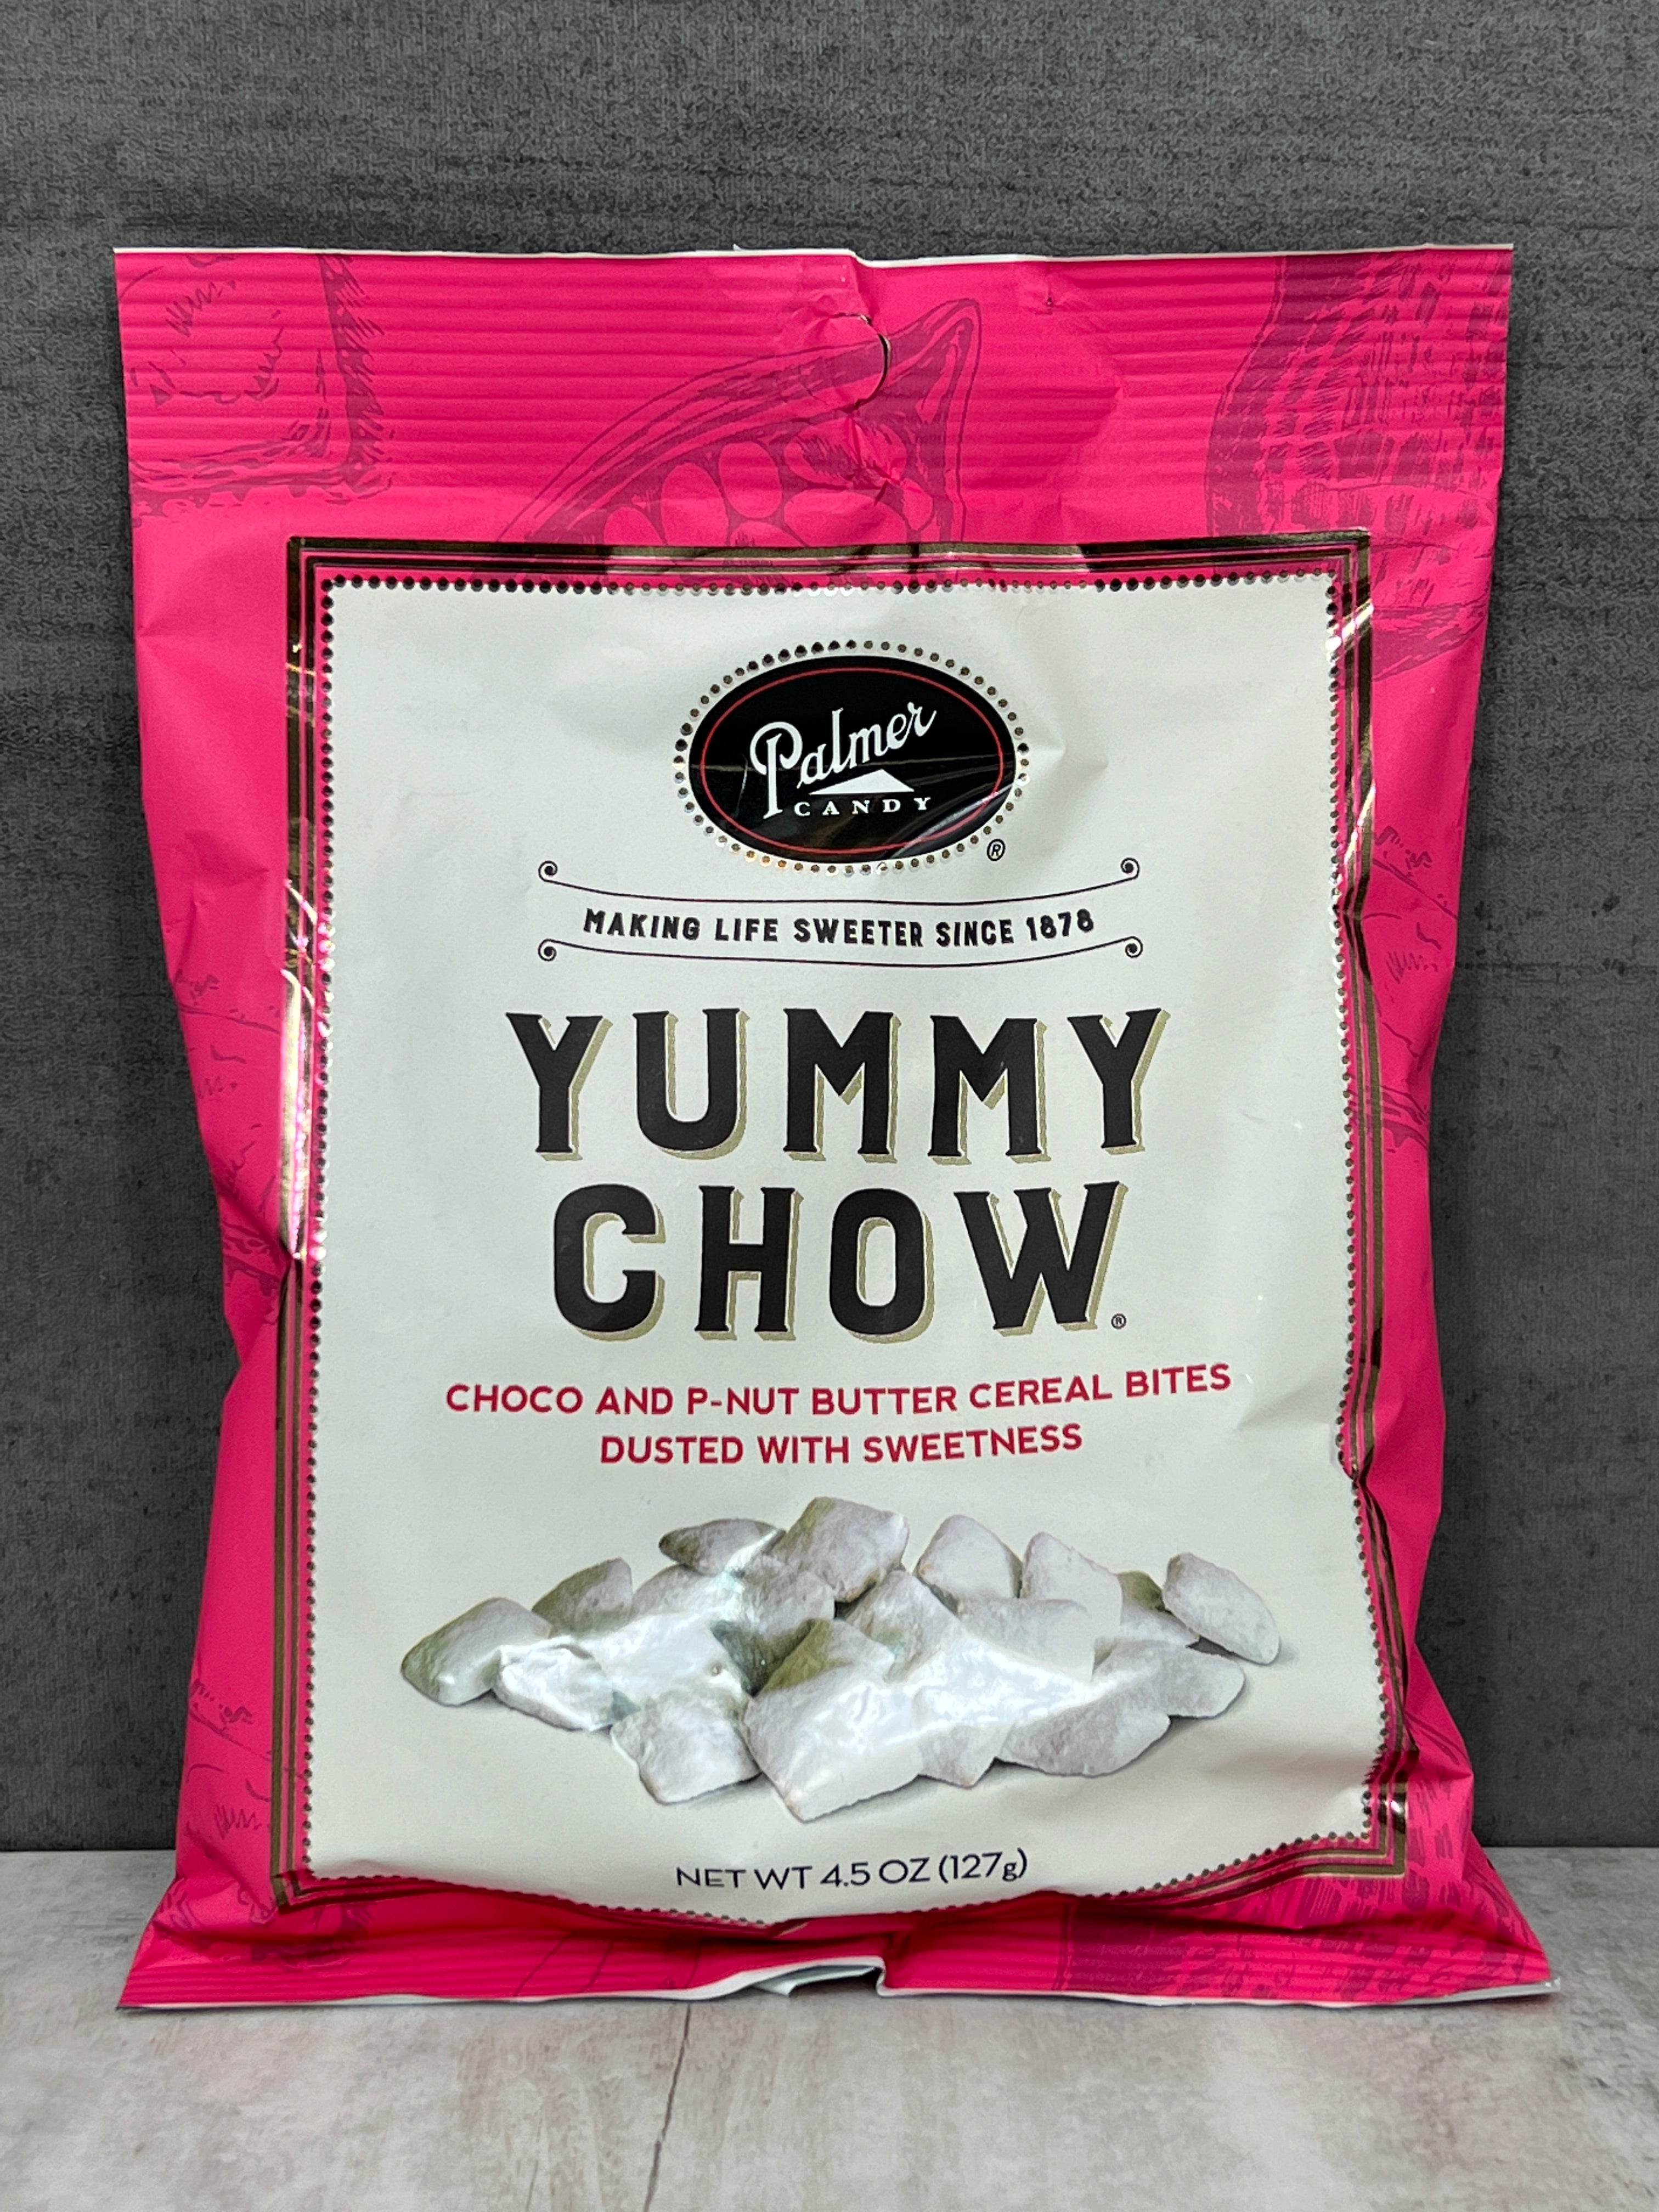 Palmer
CANDY
®
MAKING LIFE SWEETER SINCE 1878
YUMMY
CHOW®
CHOCO AND P-NUT BUTTER CEREAL BITES
DUSTED WITH SWEETNESS
NET WT 4.5 OZ (127g)